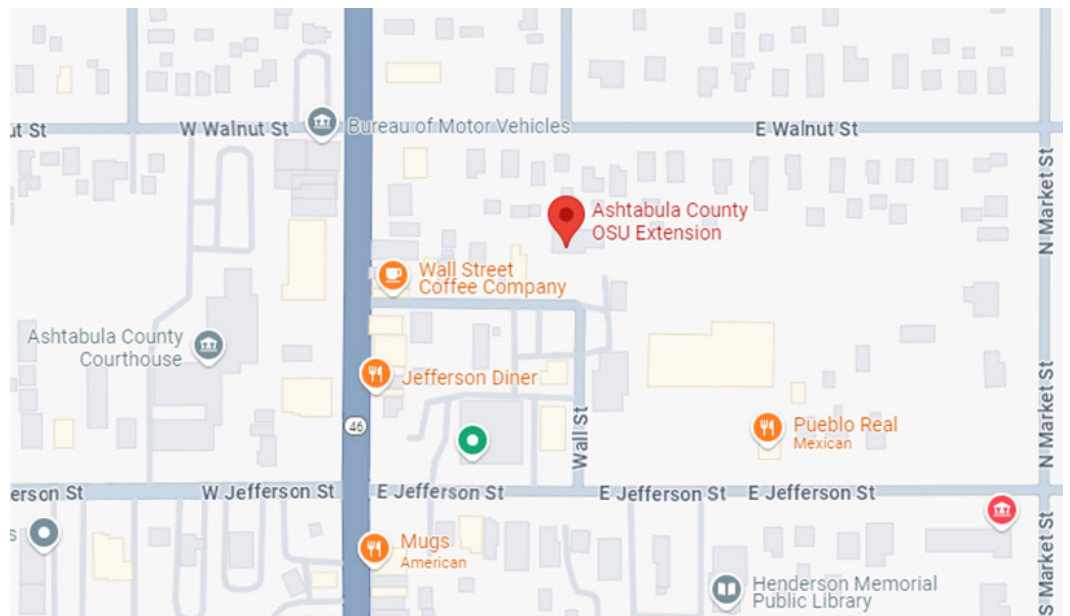 ut St
W Walnut St
Bureau of Motor Vehicles
E Walnut St
N Market St
Ashtabula County
OSU Extension
Wall Street
Coffee Company
Ashtabula County
Courthouse
Jefferson Diner
46
Wall St
Pueblo Real
Mexican
N Market St
erson St
W Jefferson St
E Jefferson St
E Jefferson St
E Jefferson St
s
Mugs
American
Henderson Memorial
Public Library
S Market St